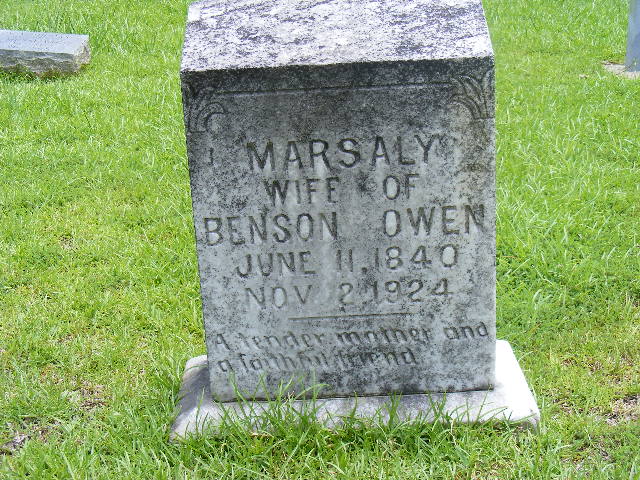 MARSALY
WIFE OF
BENSON OWEN
JUNE 11, 1840
NOV 2 1924
A tender mother and
a faithful friend